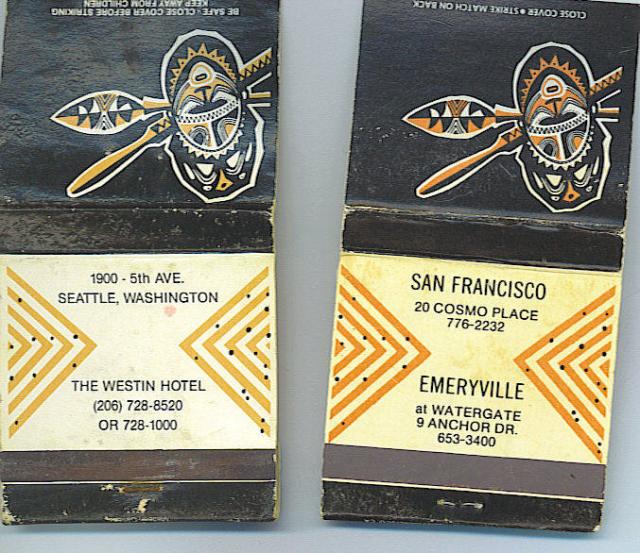 BE SAFE - CLOSE COVER BEFORE STRIKING
KEEP AWAY FROM CHILDREN
1900 - 5th AVE.
SEATTLE, WASHINGTON
THE WESTIN HOTEL
(206) 728-8520
OR 728-1000
CLOSE COVER • STRIKE MATCH ON BACK
SAN FRANCISCO
20 COSMO PLACE
776-2232
EMERYVILLE
at WATERGATE
9 ANCHOR DR.
653-3400